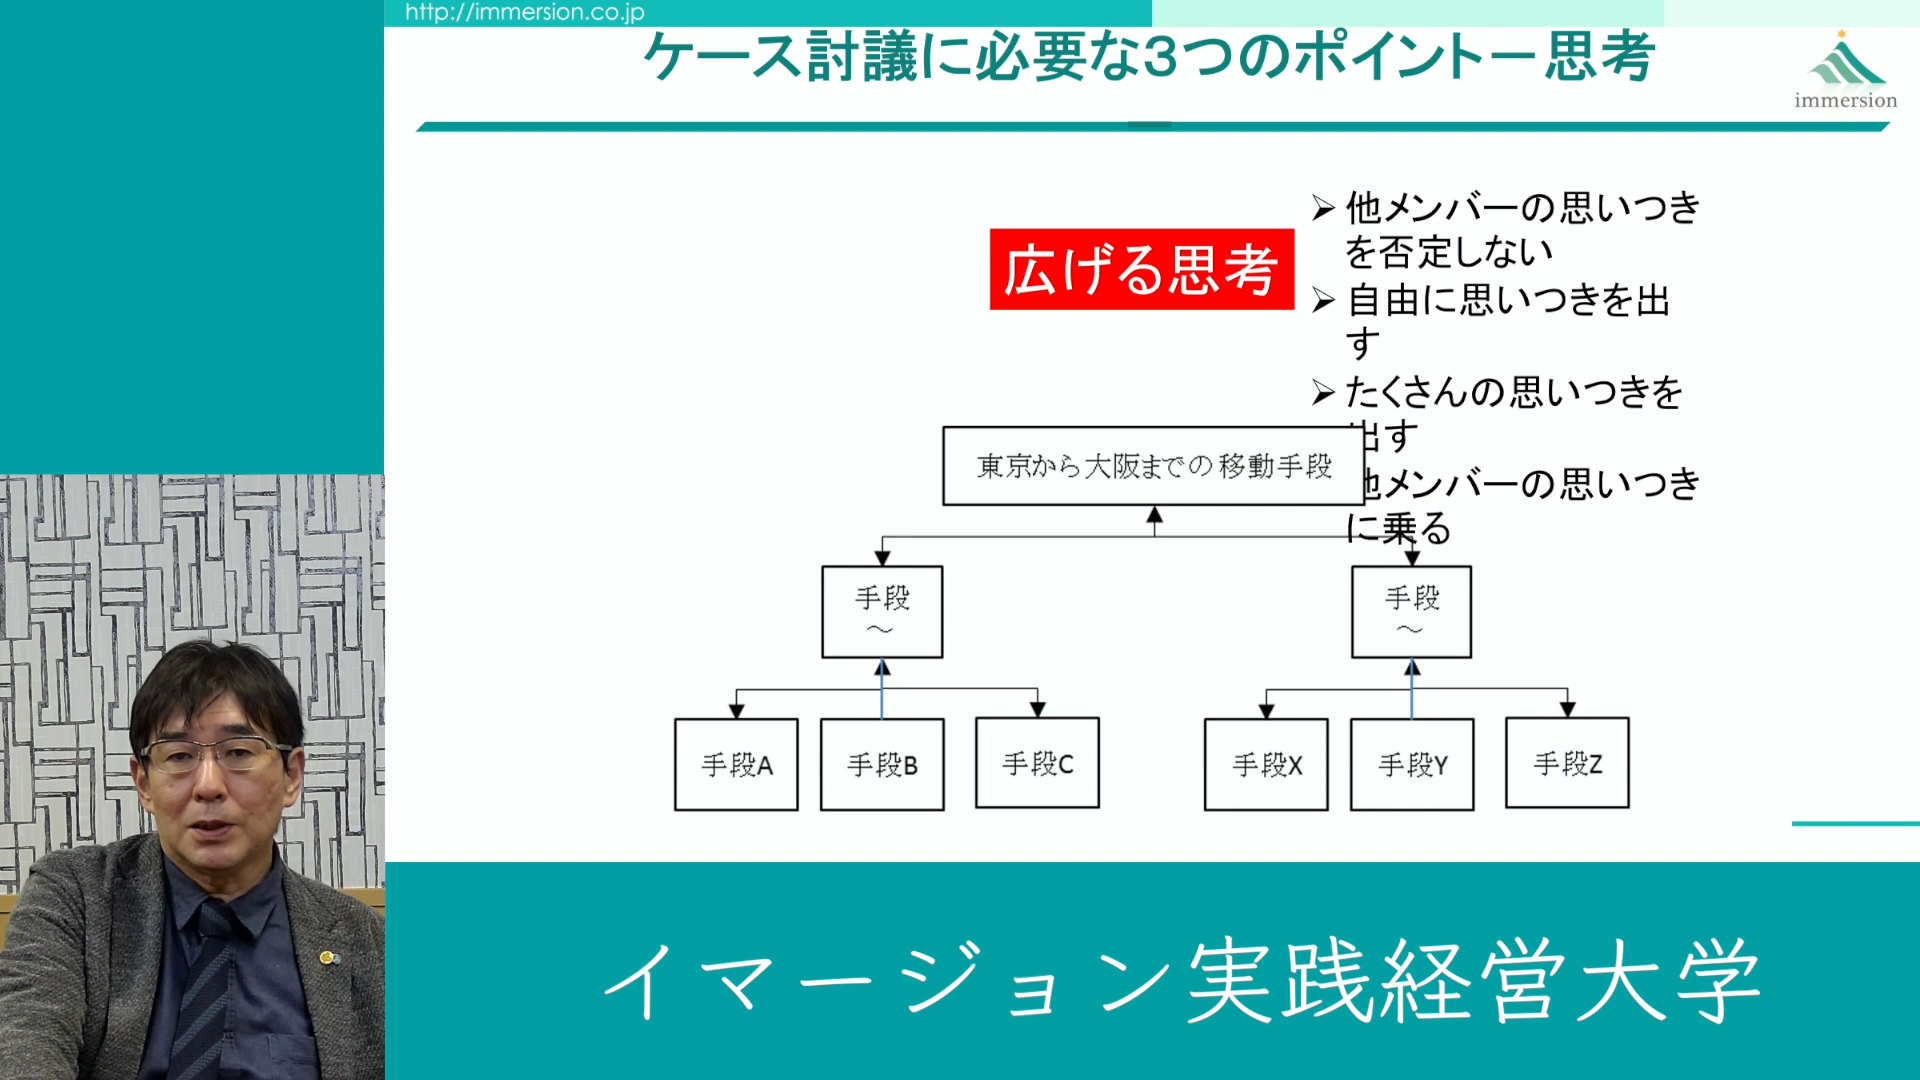 http://immersion.co.jp
ケース討議に必要な３つのポイント－思考
immersion
広げる思考
他メンバーの思いつき
を否定しない
自由に思いつきを出
す
たくさんの思いつきを
出す
他メンバーの思いつき
に乗る
東京から大阪までの移動手段
手段
～
手段
～
手段A
手段B
手段C
手段X
手段Y
手段Z
イマージョン実践経営大学